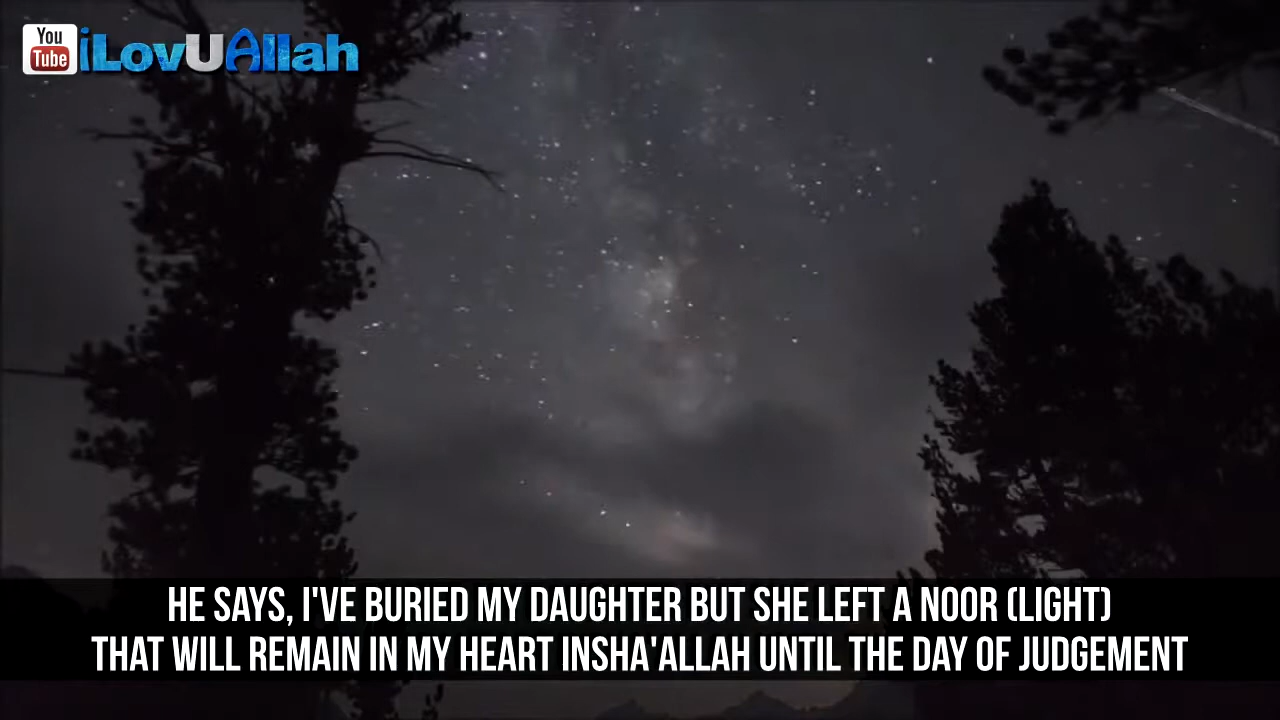 You
Tube
iLovUAllah
HE SAYS, I'VE BURIED MY DAUGHTER BUT SHE LEFT A NOOR (LIGHT)
THAT WILL REMAIN IN MY HEART INSHA'ALLAH UNTIL THE DAY OF JUDGEMENT